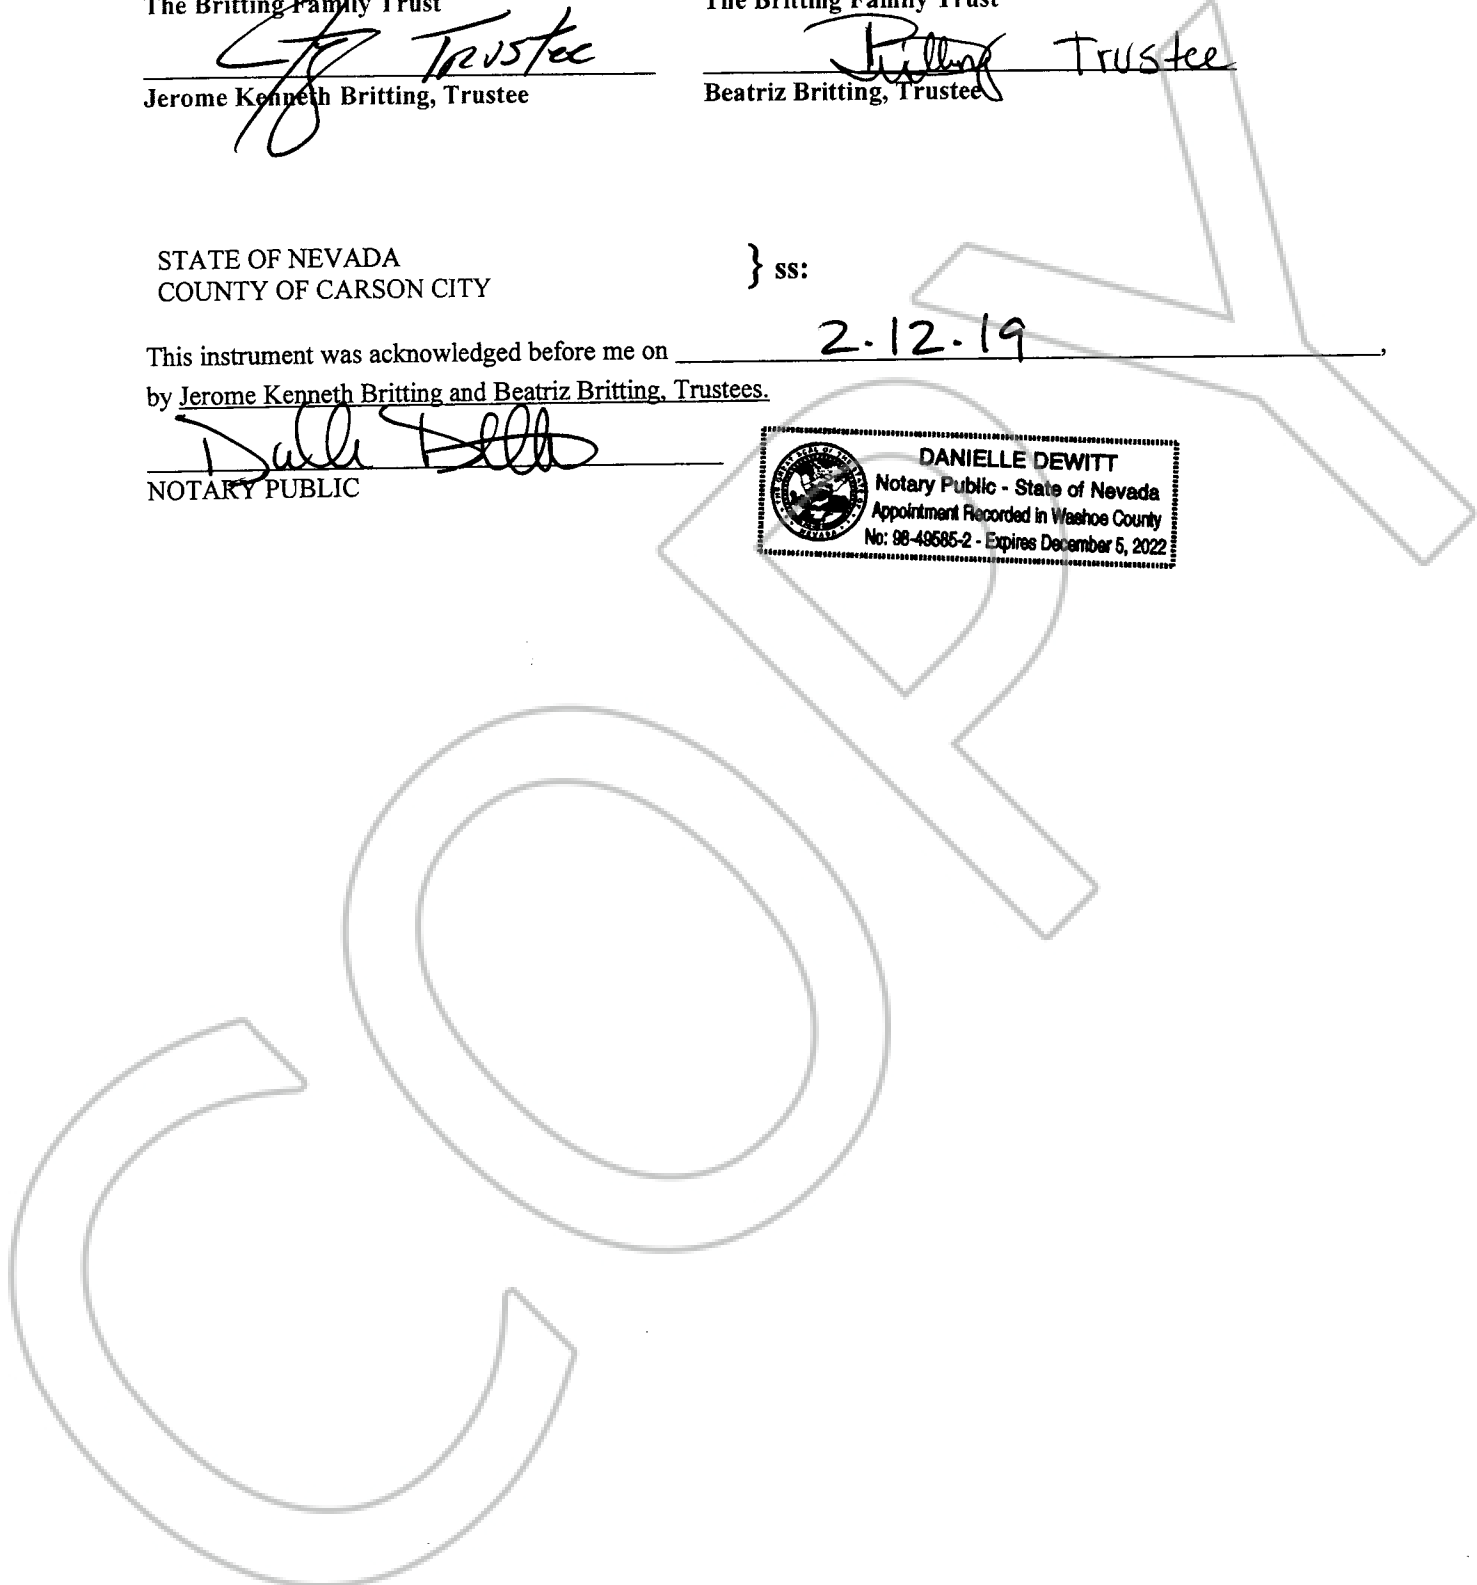 The Britting Family Trust
The Britting Family Trust
Trustee
Trustee
Jerome Kenneth Britting, Trustee
Beatriz Britting, Trustee
STATE OF NEVADA
COUNTY OF CARSON CITY
} ss:
This instrument was acknowledged before me on 2.12.19,
by Jerome Kenneth Britting and Beatriz Britting, Trustees.
NOTARY PUBLIC
DANIELLE DEWITT
Notary Public - State of Nevada
Appointment Recorded in Washoe County
No: 98-49585-2 - Expires December 5, 2022
COPY